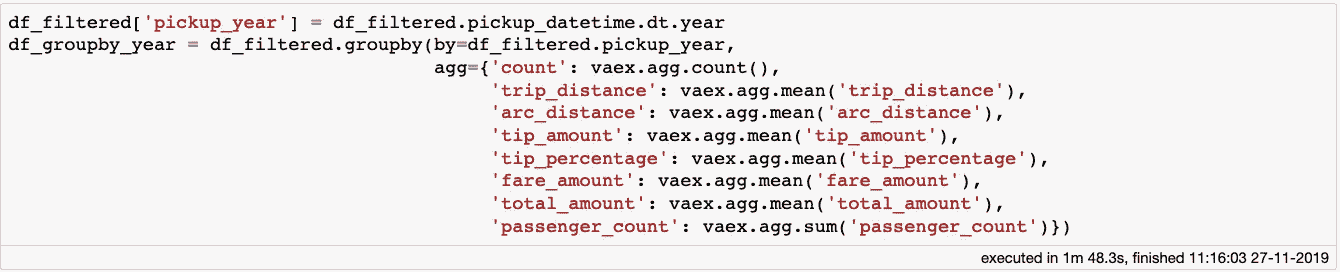 df_filtered['pickup_year'] = df_filtered.pickup_datetime.dt.year
df_groupby_year = df_filtered.groupby(by=df_filtered.pickup_year,
                                      agg={'count': vaex.agg.count(),
                                           'trip_distance': vaex.agg.mean('trip_distance'),
                                           'arc_distance': vaex.agg.mean('arc_distance'),
                                           'tip_amount': vaex.agg.mean('tip_amount'),
                                           'tip_percentage': vaex.agg.mean('tip_percentage'),
                                           'fare_amount': vaex.agg.mean('fare_amount'),
                                           'total_amount': vaex.agg.mean('total_amount'),
                                           'passenger_count': vaex.agg.sum('passenger_count')})
executed in 1m 48.3s, finished 11:16:03 27-11-2019